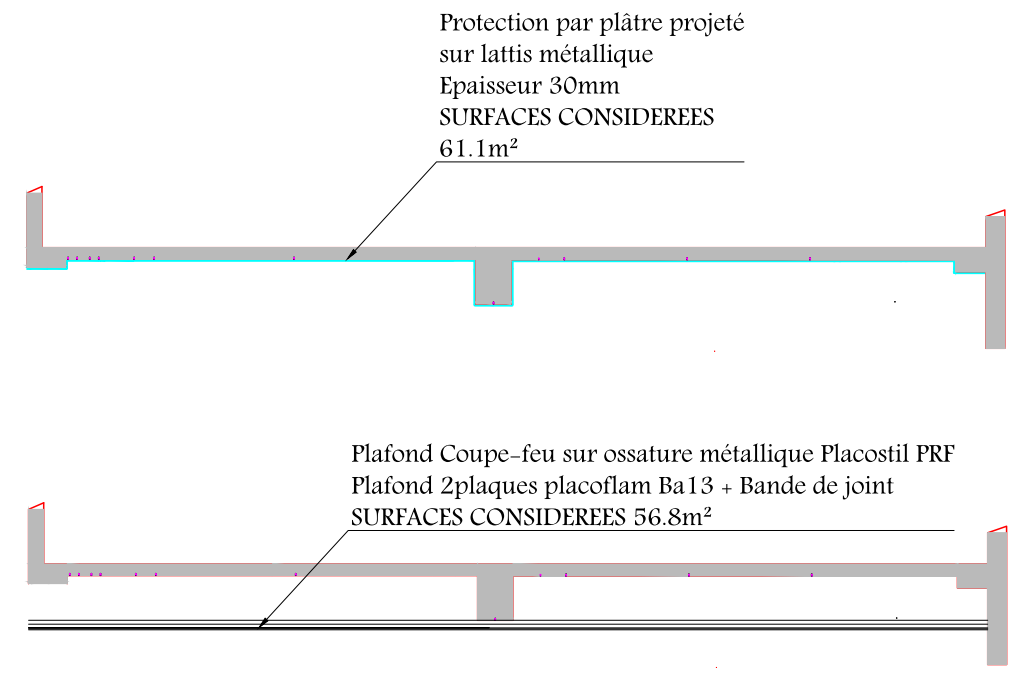 Protection par plâtre projeté
sur lattis métallique
Epaisseur 30mm
SURFACES CONSIDEREES
61.1m²
Plafond Coupe-feu sur ossature métallique Placostil PRF
Plafond 2plaques placoflam Ba13 + Bande de joint
SURFACES CONSIDEREES 56.8m²